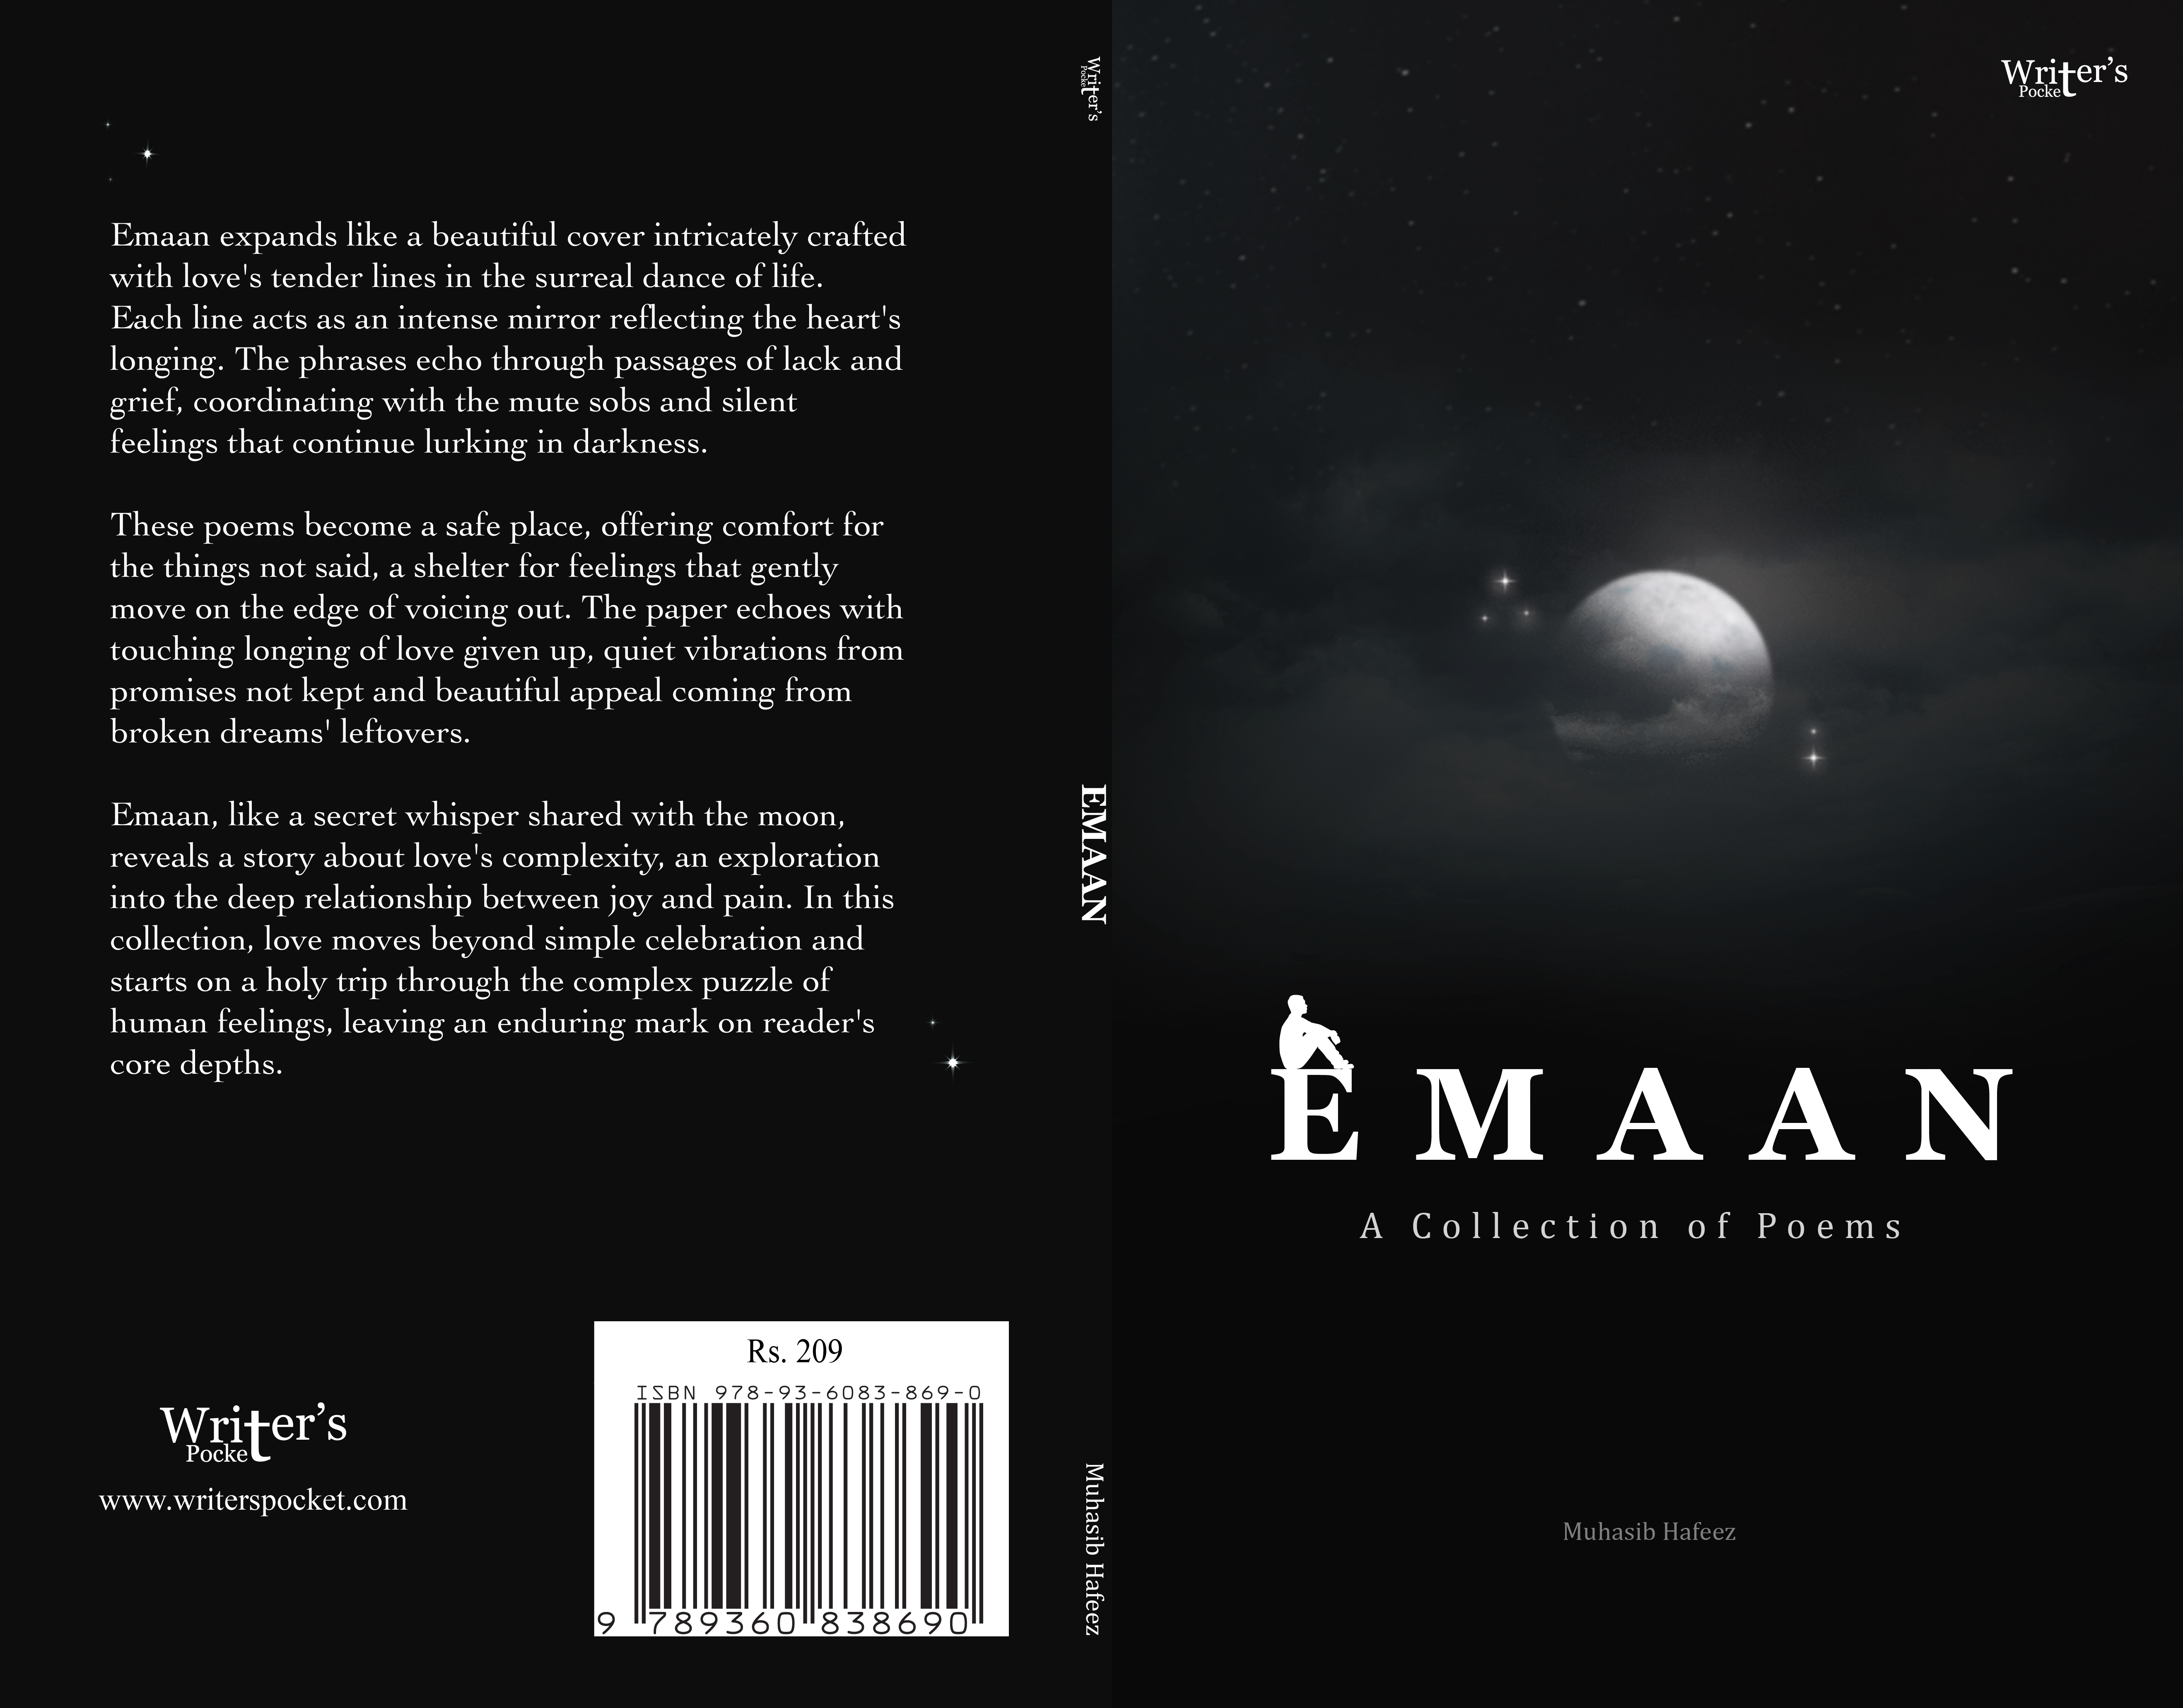 Emaan expands like a beautiful cover intricately crafted
with love's tender lines in the surreal dance of life.
Each line acts as an intense mirror reflecting the heart's
longing. The phrases echo through passages of lack and
grief, coordinating with the mute sobs and silent
feelings that continue lurking in darkness.
These poems become a safe place, offering comfort for
the things not said, a shelter for feelings that gently
move on the edge of voicing out. The paper echoes with
touching longing of love given up, quiet vibrations from
promises not kept and beautiful appeal coming from
broken dreams' leftovers.
Emaan, like a secret whisper shared with the moon,
reveals a story about love's complexity, an exploration
into the deep relationship between joy and pain. In this
collection, love moves beyond simple celebration and
starts on a holy trip through the complex puzzle of
human feelings, leaving an enduring mark on reader's
core depths.
Writer's
Pocket
www.writerspocket.com
Rs. 209
ISBN 978-93-6083-869-0
9 789360 838690
Writer's
Pocket
EMAAN
Muhasib Hafeez
Writer's
Pocket
EMAAN
A Collection of Poems
Muhasib Hafeez